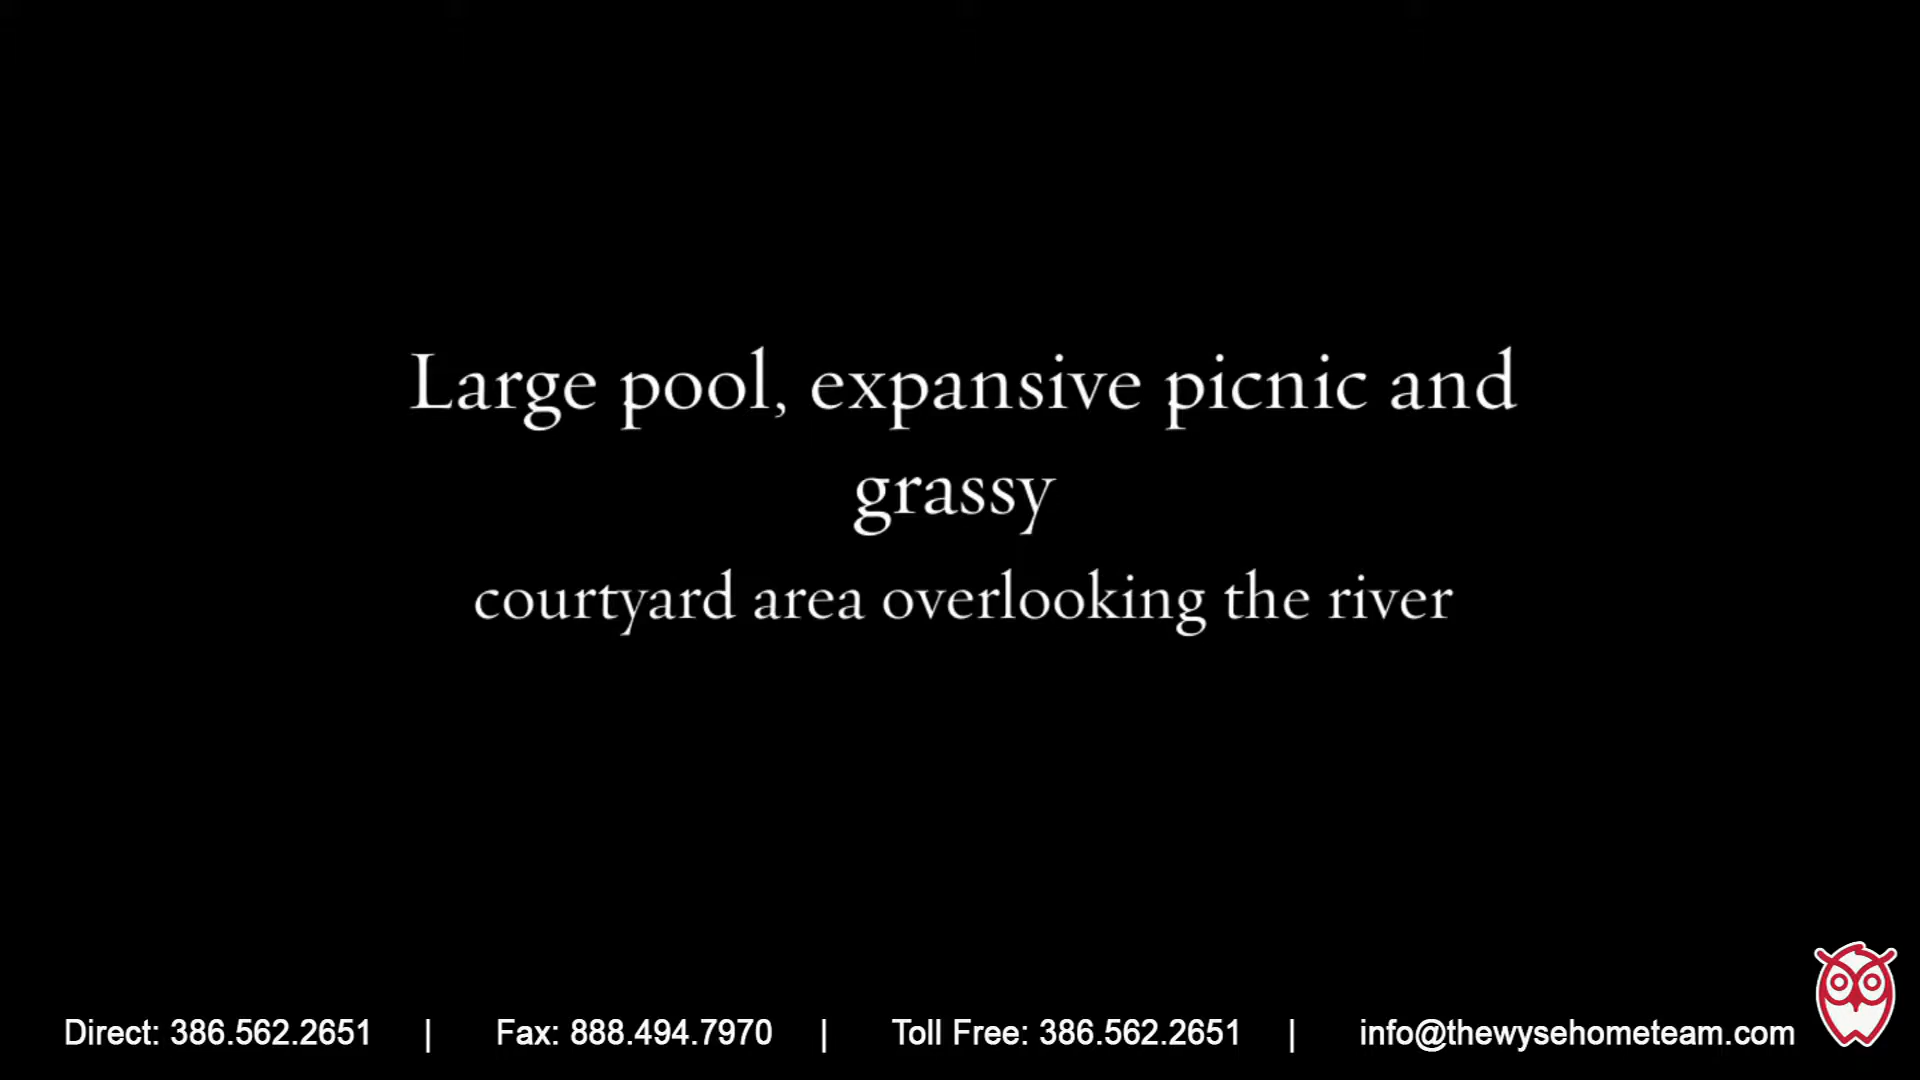 Large pool, expansive picnic and
grassy
courtyard area overlooking the river
Direct: 386.562.2651 | Fax: 888.494.7970 | Toll Free: 386.562.2651 | info@thewysehometeam.com